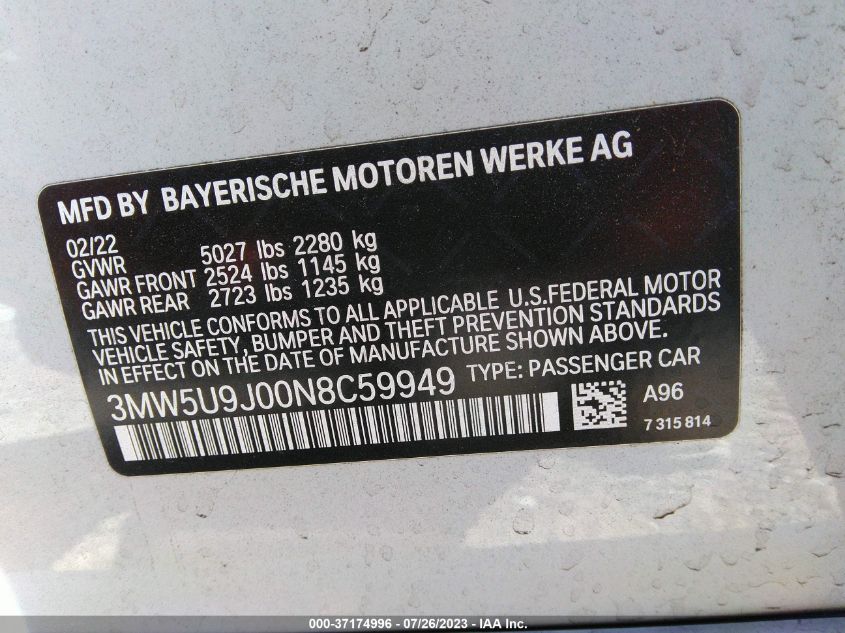 MFD BY BAYERISCHE MOTOREN WERKE AG
02/22
GVWR 5027 lbs 2280 kg
GAWR FRONT 2524 lbs 1145 kg
GAWR REAR 2723 lbs 1235 kg
THIS VEHICLE CONFORMS TO ALL APPLICABLE U.S.FEDERAL MOTOR
VEHICLE SAFETY, BUMPER AND THEFT PREVENTION STANDARDS
IN EFFECT ON THE DATE OF MANUFACTURE SHOWN ABOVE.
3MW5U9J00N8C59949 TYPE: PASSENGER CAR
A96
7 315 814
000-37174996 - 07/26/2023 - IAA Inc.